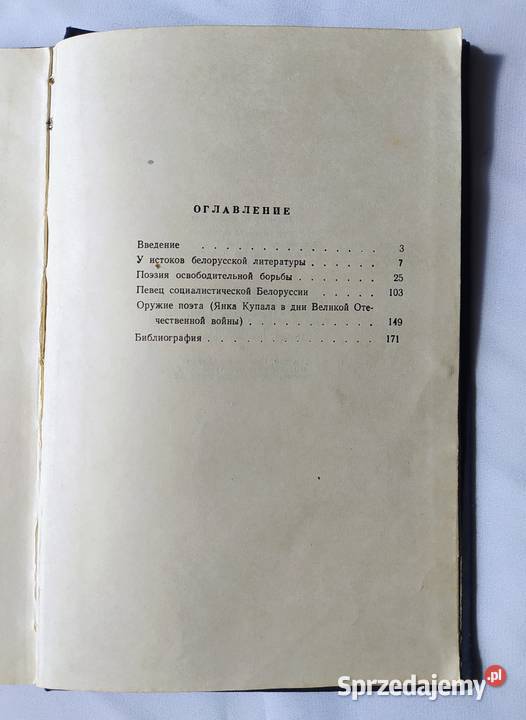 ОГЛАВЛЕНИЕ
Введение . . . . . . . . . . . . . . . 3
У истоков белорусской литературы . . . . . . 7
Поэзия освободительной борьбы . . . . . . . 25
Певец социалистической Белоруссии . . . . . 103
Оружие поэта (Янка Купала в дни Великой Оте-
чественной войны) . . . . . . . . . . 149
Библиография . . . . . . . . . . . . . . 171
Sprzedajemy.pl